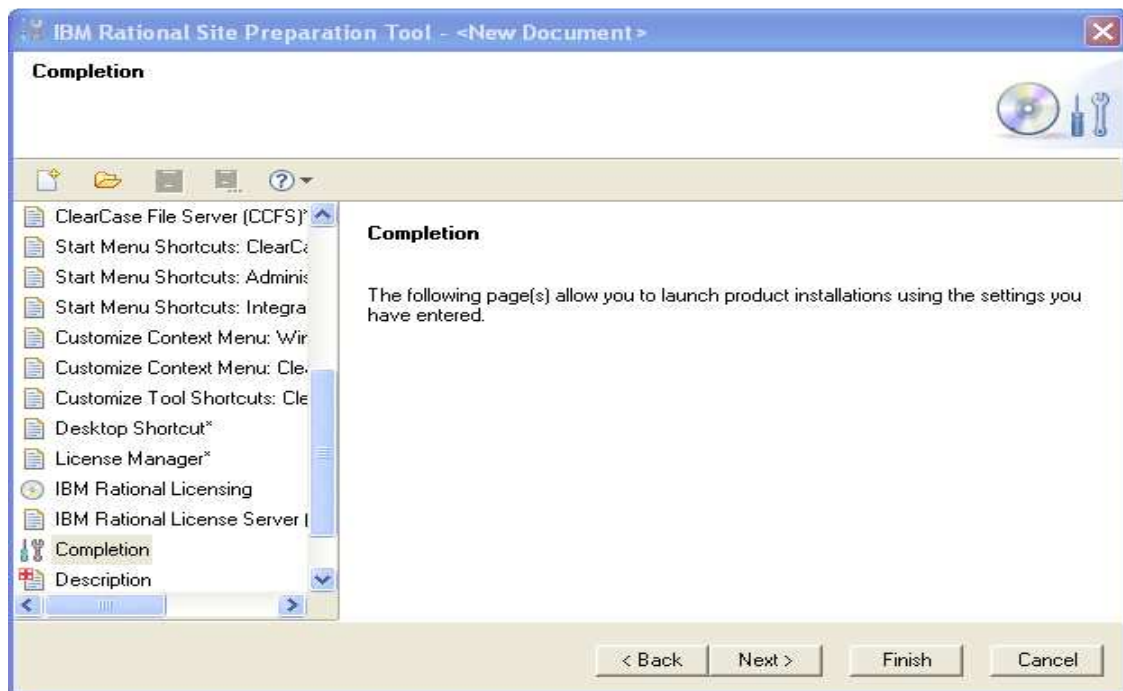 IBM Rational Site Preparation Tool - <New Document>
Completion
ClearCase File Server (CCFS)*
Start Menu Shortcuts: ClearCa
Start Menu Shortcuts: Adminis
Start Menu Shortcuts: Integra
Customize Context Menu: Wir
Customize Context Menu: Cle
Customize Tool Shortcuts: Cle
Desktop Shortcut*
License Manager*
IBM Rational Licensing
IBM Rational License Server (
Completion
Description
Completion
The following page(s) allow you to launch product installations using the settings you
have entered.
< Back
Next >
Finish
Cancel